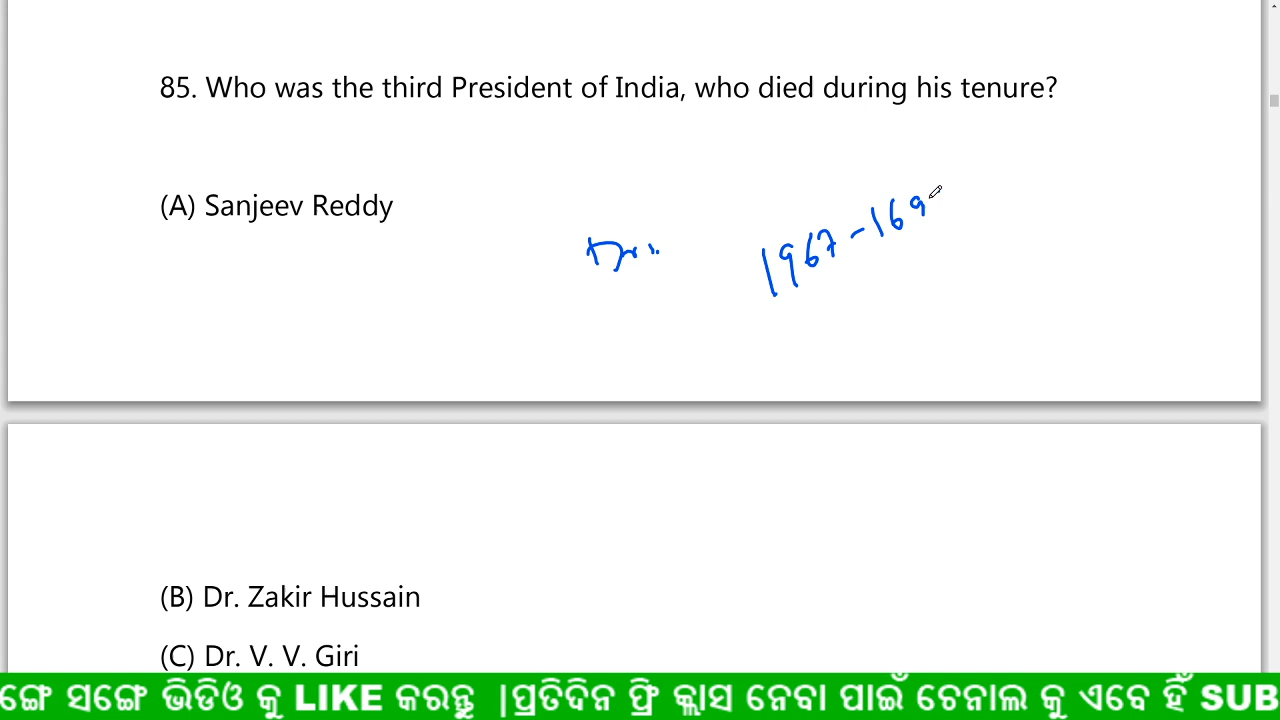 85. Who was the third President of India, who died during his tenure?
(A) Sanjeev Reddy
Dr.
1967-169
(B) Dr. Zakir Hussain
(C) Dr. V. V. Giri
ଙ୍ଗେ ସଙ୍ଗେ ଭିଡିଓ କୁ LIKE କରନ୍ତୁ |ପ୍ରତିଦିନ ଫ୍ରି କ୍ଲାସ ନେବା ପାଇଁ ଚେନାଲ କୁ ଏବେ ହିଁ SUB